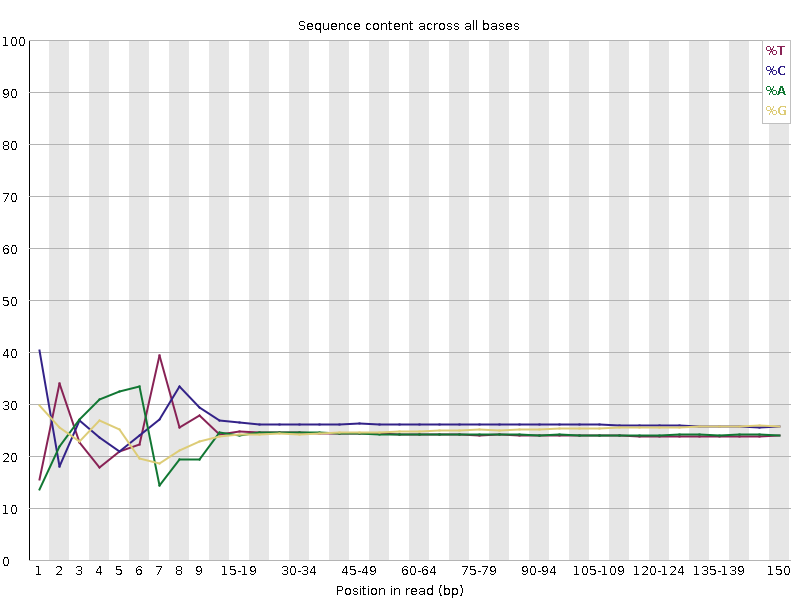 Sequence content across all bases
100
90
80
70
60
50
40
30
20
10
0
%T
%C
%A
%G
1 2 3 4 5 6 7 8 9 15-19 30-34 45-49 60-64 75-79 90-94 105-109 120-124 135-139 150
Position in read (bp)